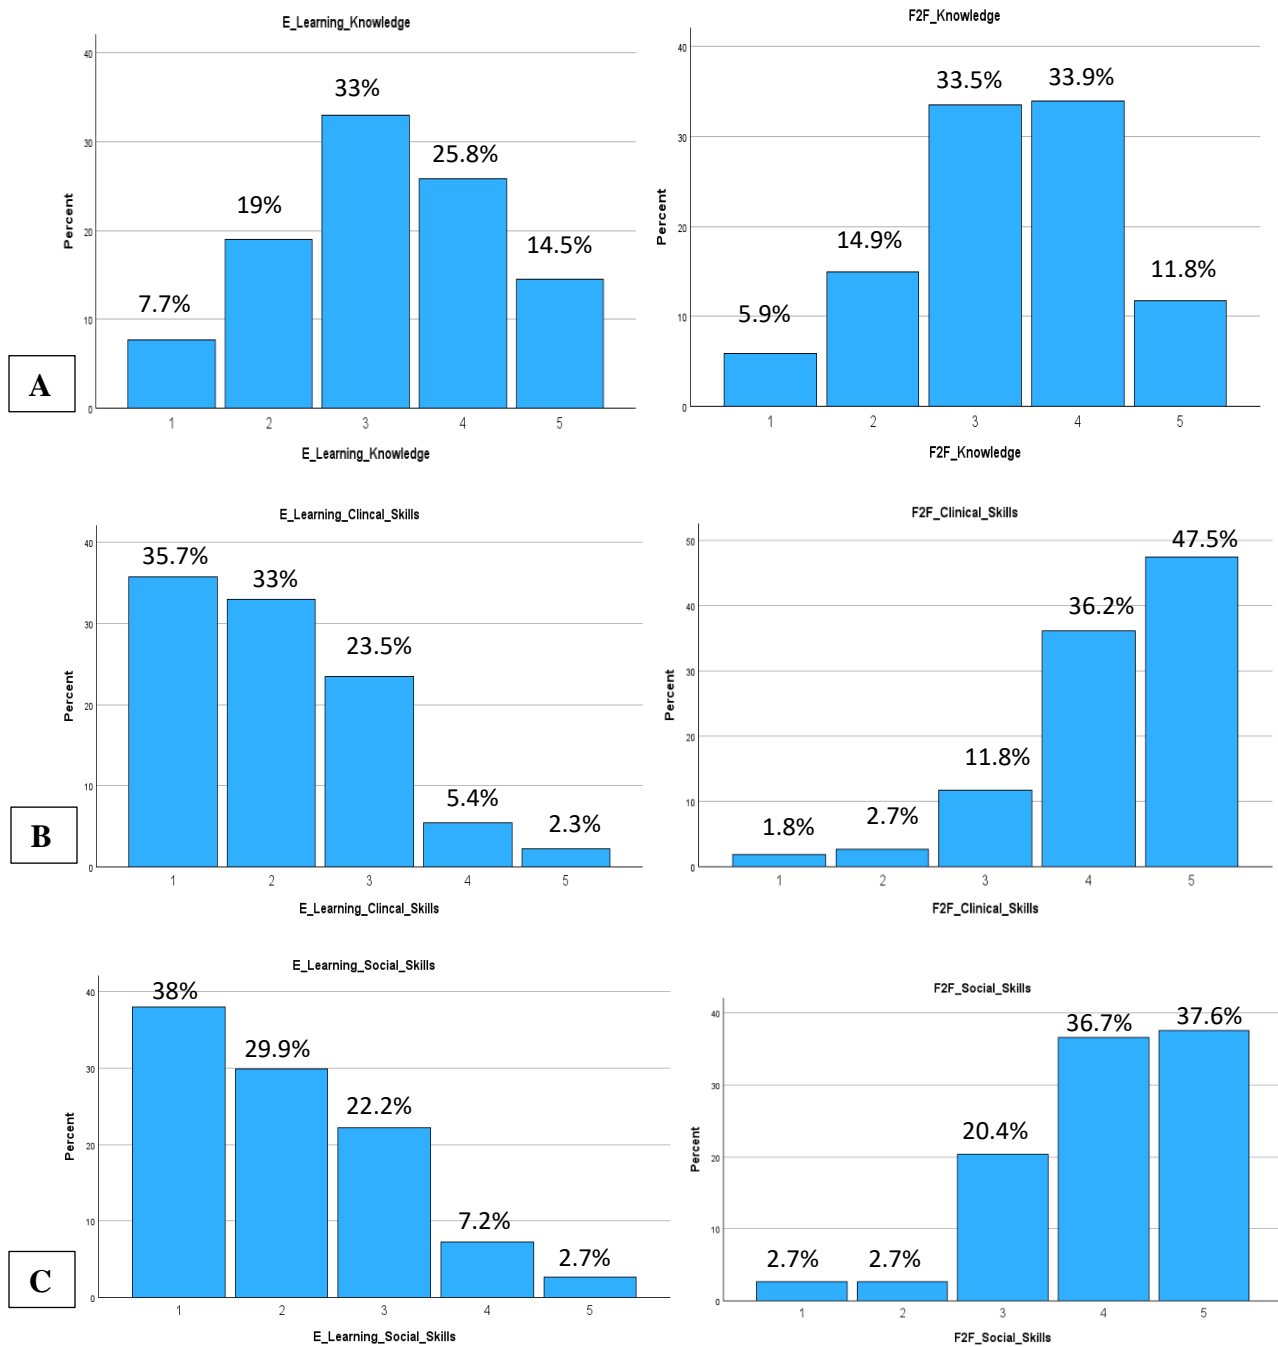 E_Learning_Knowledge
40
30
20
10
0
Percent
7.7%
19%
33%
25.8%
14.5%
1 2 3 4 5
E_Learning_Knowledge
A
F2F_Knowledge
40
30
20
10
0
Percent
5.9%
14.9%
33.5%
33.9%
11.8%
1 2 3 4 5
F2F_Knowledge
E_Learning_Clincal_Skills
40
30
20
10
0
Percent
35.7%
33%
23.5%
5.4%
2.3%
1 2 3 4 5
E_Learning_Clincal_Skills
B
F2F_Clinical_Skills
50
40
30
20
10
0
Percent
1.8%
2.7%
11.8%
36.2%
47.5%
1 2 3 4 5
F2F_Clinical_Skills
E_Learning_Social_Skills
40
30
20
10
0
Percent
38%
29.9%
22.2%
7.2%
2.7%
1 2 3 4 5
E_Learning_Social_Skills
C
F2F_Social_Skills
40
30
20
10
0
Percent
2.7%
2.7%
20.4%
36.7%
37.6%
1 2 3 4 5
F2F_Social_Skills